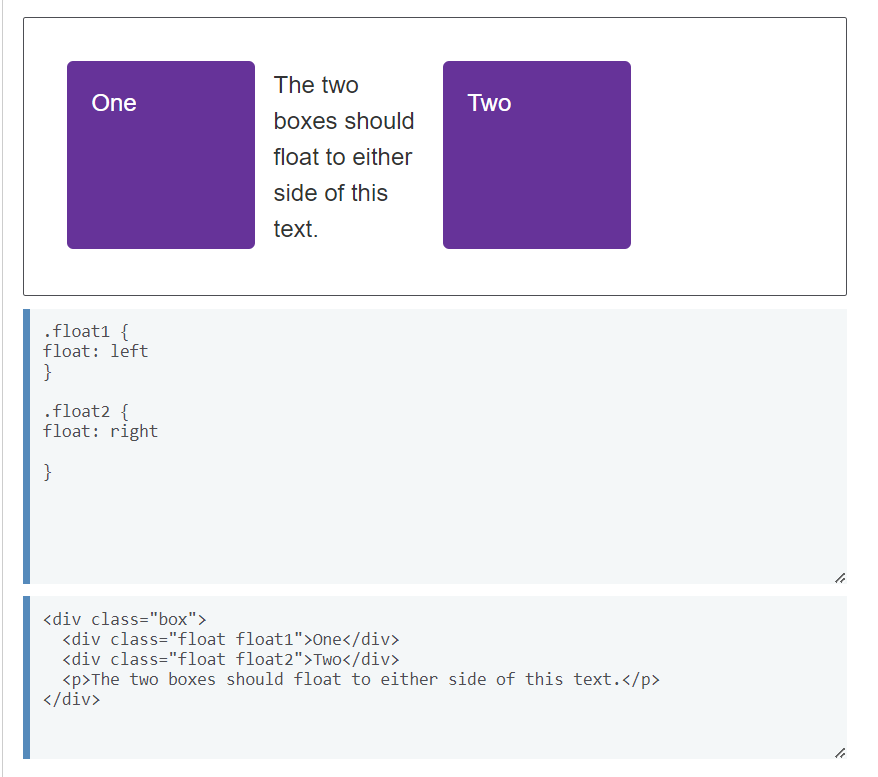 One
The two
boxes should
float to either
side of this
text.
Two
.float1 {
float: left
}
.float2 {
float: right
}
<div class="box">
  <div class="float float1">One</div>
  <div class="float float2">Two</div>
  <p>The two boxes should float to either side of this text.</p>
</div>